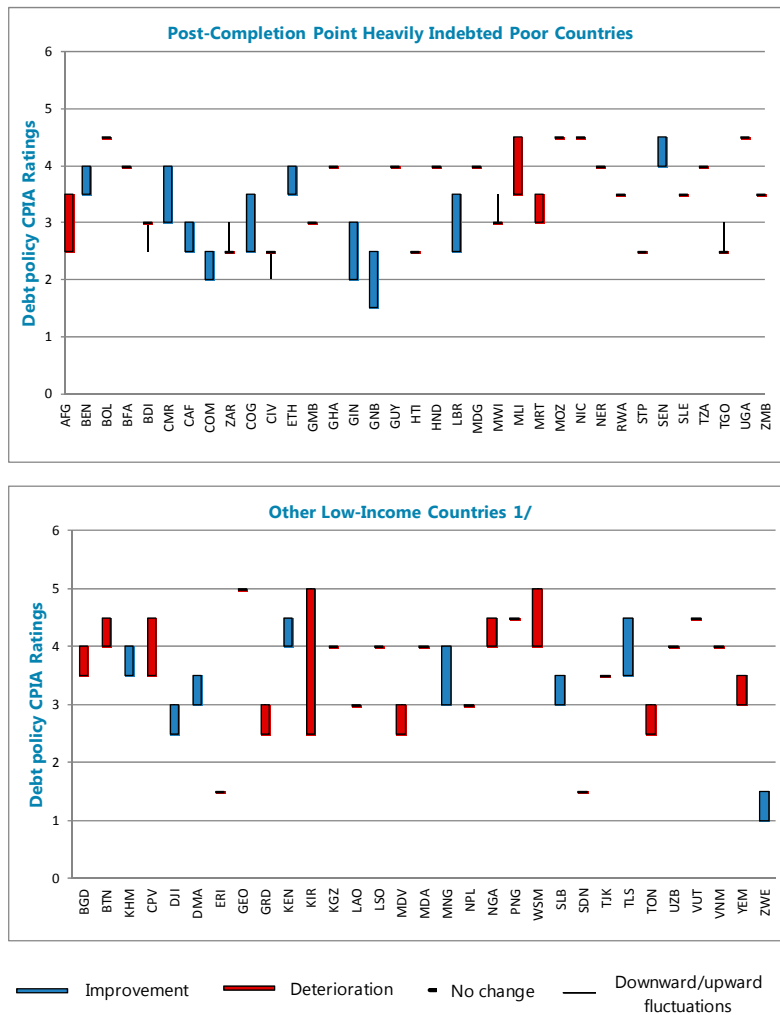 Post-Completion Point Heavily Indebted Poor Countries
Debt policy CPIA Ratings
6
5
4
3
2
1
0
AFG BEN BOL BFA BDI CMR CAF COM ZAR COG CIV ETH GMB GHA GIN GNB GUY HTI HND LBR MDG MWI MLI MRT MOZ NIC NER RWA STP SEN SLE TZA TGO UGA ZMB
Other Low-Income Countries 1/
Debt policy CPIA Ratings
6
5
4
3
2
1
0
BGD BTN KHM CPV DJI DMA ERI GEO GRD KEN KIR KGZ LAO LSO MDV MDA MNG NPL NGA PNG WSM SLB SDN TJK TLS TON UZB VUT VNM YEM ZWE
Improvement Deterioration No change Downward/upward
fluctuations